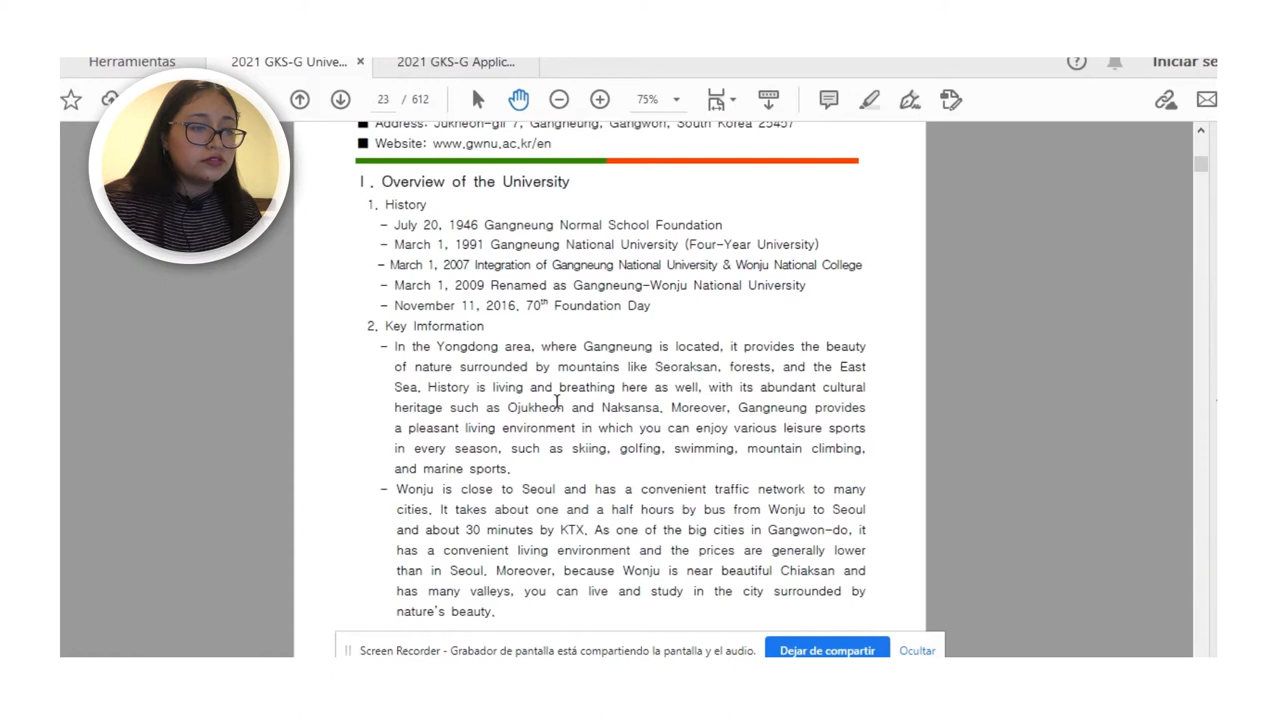 Herramientas
2021 GKS-G Unive... ×
2021 GKS-G Applic...
Iniciar se
23 / 612
75%
■ Address: Jukheon-gil 7, Gangneung, Gangwon, South Korea 25457
■ Website: www.gwnu.ac.kr/en
Ⅰ. Overview of the University
1. History
- July 20, 1946 Gangneung Normal School Foundation
- March 1, 1991 Gangneung National University (Four-Year University)
- March 1, 2007 Integration of Gangneung National University & Wonju National College
- March 1, 2009 Renamed as Gangneung-Wonju National University
- November 11, 2016. 70th Foundation Day
2. Key Imformation
- In the Yongdong area, where Gangneung is located, it provides the beauty
of nature surrounded by mountains like Seoraksan, forests, and the East
Sea. History is living and breathing here as well, with its abundant cultural
heritage such as Ojukheon and Naksansa. Moreover, Gangneung provides
a pleasant living environment in which you can enjoy various leisure sports
in every season, such as skiing, golfing, swimming, mountain climbing,
and marine sports.
- Wonju is close to Seoul and has a convenient traffic network to many
cities. It takes about one and a half hours by bus from Wonju to Seoul
and about 30 minutes by KTX. As one of the big cities in Gangwon-do, it
has a convenient living environment and the prices are generally lower
than in Seoul. Moreover, because Wonju is near beautiful Chiaksan and
has many valleys, you can live and study in the city surrounded by
nature's beauty.
Screen Recorder - Grabador de pantalla está compartiendo la pantalla y el audio.
Dejar de compartir
Ocultar